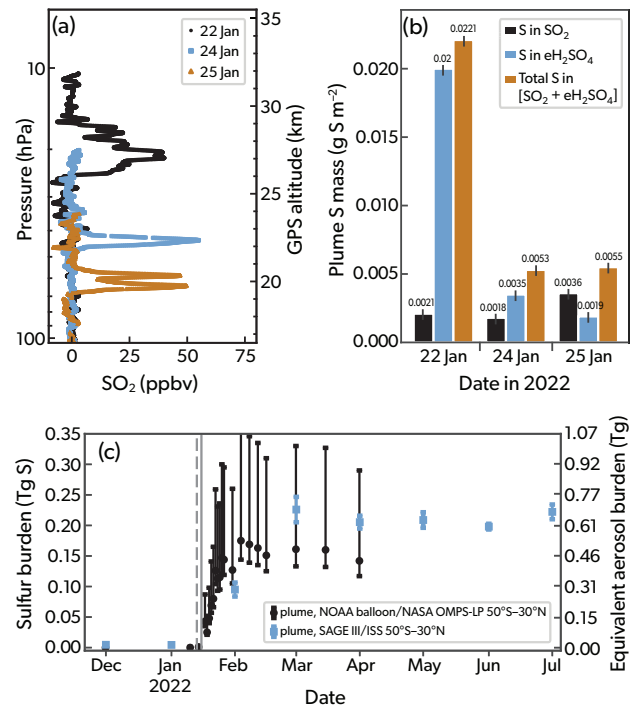 (a)
22 Jan
24 Jan
25 Jan
10
100
Pressure (hPa)
35
30
25
20
GPS altitude (km)
0
25
50
75
SO2 (ppbv)
(b)
S in SO2
S in eH2SO4
Total S in
[SO2 + eH2SO4]
0.020
0.015
0.010
0.005
0.000
Plume S mass (g S m−2)
0.0021
0.02
0.0221
0.0018
0.0035
0.0053
0.0036
0.0019
0.0055
22 Jan
24 Jan
25 Jan
Date in 2022
(c)
0.35
0.30
0.25
0.20
0.15
0.10
0.05
0.00
Sulfur burden (Tg S)
1.07
0.92
0.77
0.61
0.46
0.31
0.15
0.00
Equivalent aerosol burden (Tg)
plume, NOAA balloon/NASA OMPS-LP 50°S–30°N
plume, SAGE III/ISS 50°S–30°N
Dec
Jan
2022
Feb
Mar
Apr
May
Jun
Jul
Date